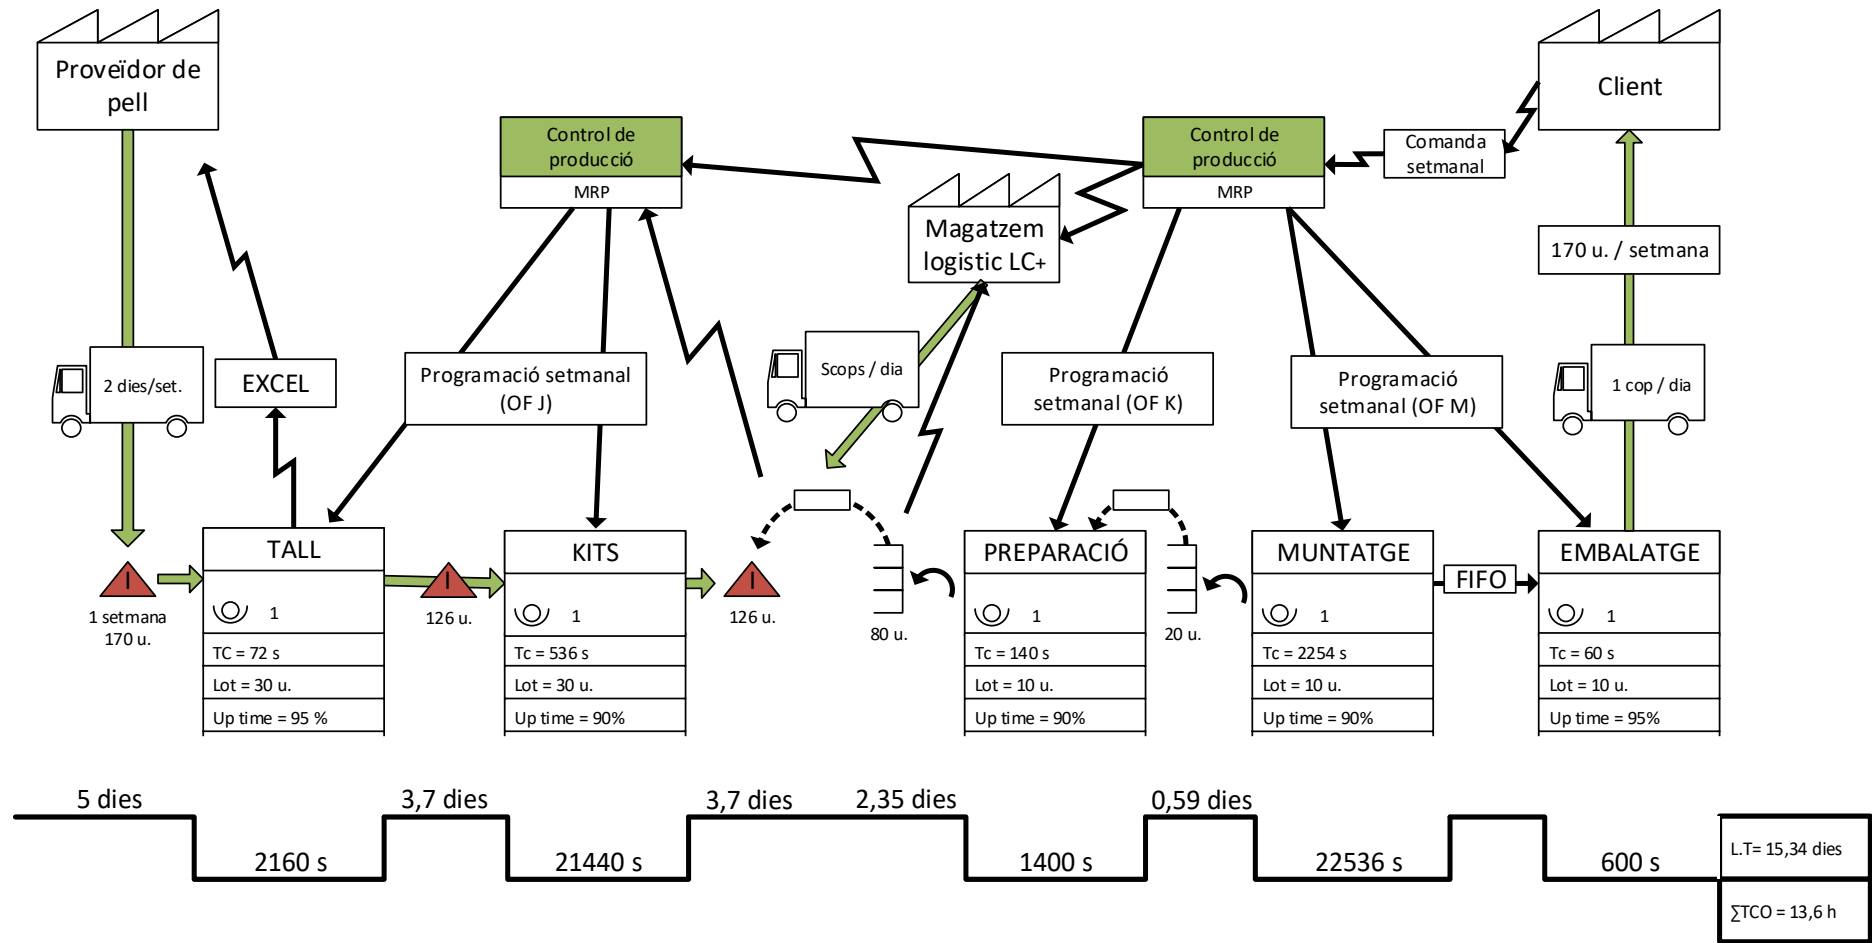 Proveïdor de
pell
Client
Control de
producció
MRP
Control de
producció
MRP
Comanda
setmanal
Magatzem
logistic LC+
170 u. / setmana
2 dies/set.
EXCEL
Programació setmanal
(OF J)
Scops / dia
Programació
setmanal (OF K)
Programació
setmanal (OF M)
1 cop / dia
I
1 setmana
170 u.
TALL
1
TC = 72 s
Lot = 30 u.
Up time = 95 %
I
126 u.
KITS
1
Tc = 536 s
Lot = 30 u.
Up time = 90%
I
126 u.
80 u.
PREPARACIÓ
1
Tc = 140 s
Lot = 10 u.
Up time = 90%
20 u.
MUNTATGE
1
Tc = 2254 s
Lot = 10 u.
Up time = 90%
FIFO
EMBALATGE
1
Tc = 60 s
Lot = 10 u.
Up time = 95%
5 dies
3,7 dies
3,7 dies
2,35 dies
0,59 dies
2160 s
21440 s
1400 s
22536 s
600 s
L.T= 15,34 dies
∑TCO = 13,6 h